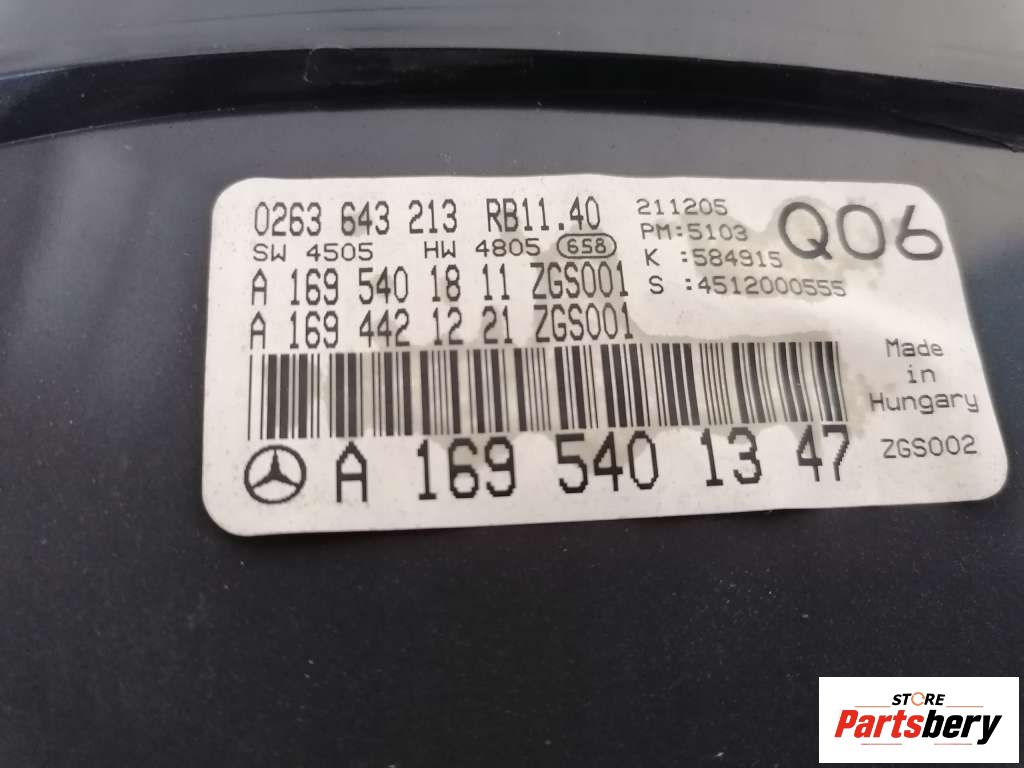 0263 643 213 RB11.40
SW 4505 HW 4805 658
A 169 540 18 11 ZGS001
A 169 442 12 21 ZGS001
211205
PM:5103
K :584915
S :4512000555
Q06
Made
in
Hungary
ZGS002
A 169 540 13 47
STORE
Partsbery